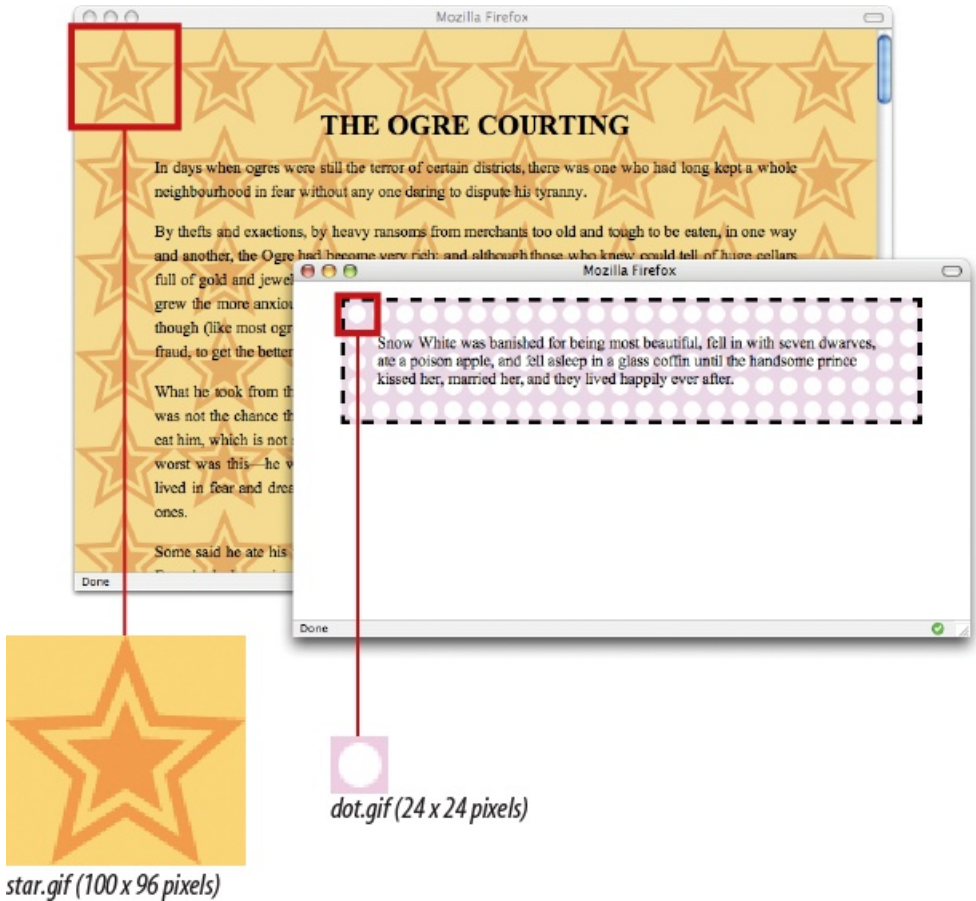 Mozilla Firefox
THE OGRE COURTING
In days when ogres were still the terror of certain districts, there was one who had long kept a whole
neighbourhood in fear without any one daring to dispute his tyranny.
By thefts and exactions, by heavy ransoms from merchants too old and tough to be eaten, in one way
and another, the Ogre had become very rich; and although those who knew could tell of huge cellars
full of gold and jewel
grew the more anxiou
though (like most ogr
fraud, to get the better
What he took from th
was not the chance th
eat him, which is not
worst was this—he w
lived in fear and drea
ones.
Some said he ate his
Done
Mozilla Firefox
Snow White was banished for being most beautiful, fell in with seven dwarves,
ate a poison apple, and fell asleep in a glass coffin until the handsome prince
kissed her, married her, and they lived happily ever after.
Done
dot.gif (24 x 24 pixels)
star.gif (100 x 96 pixels)